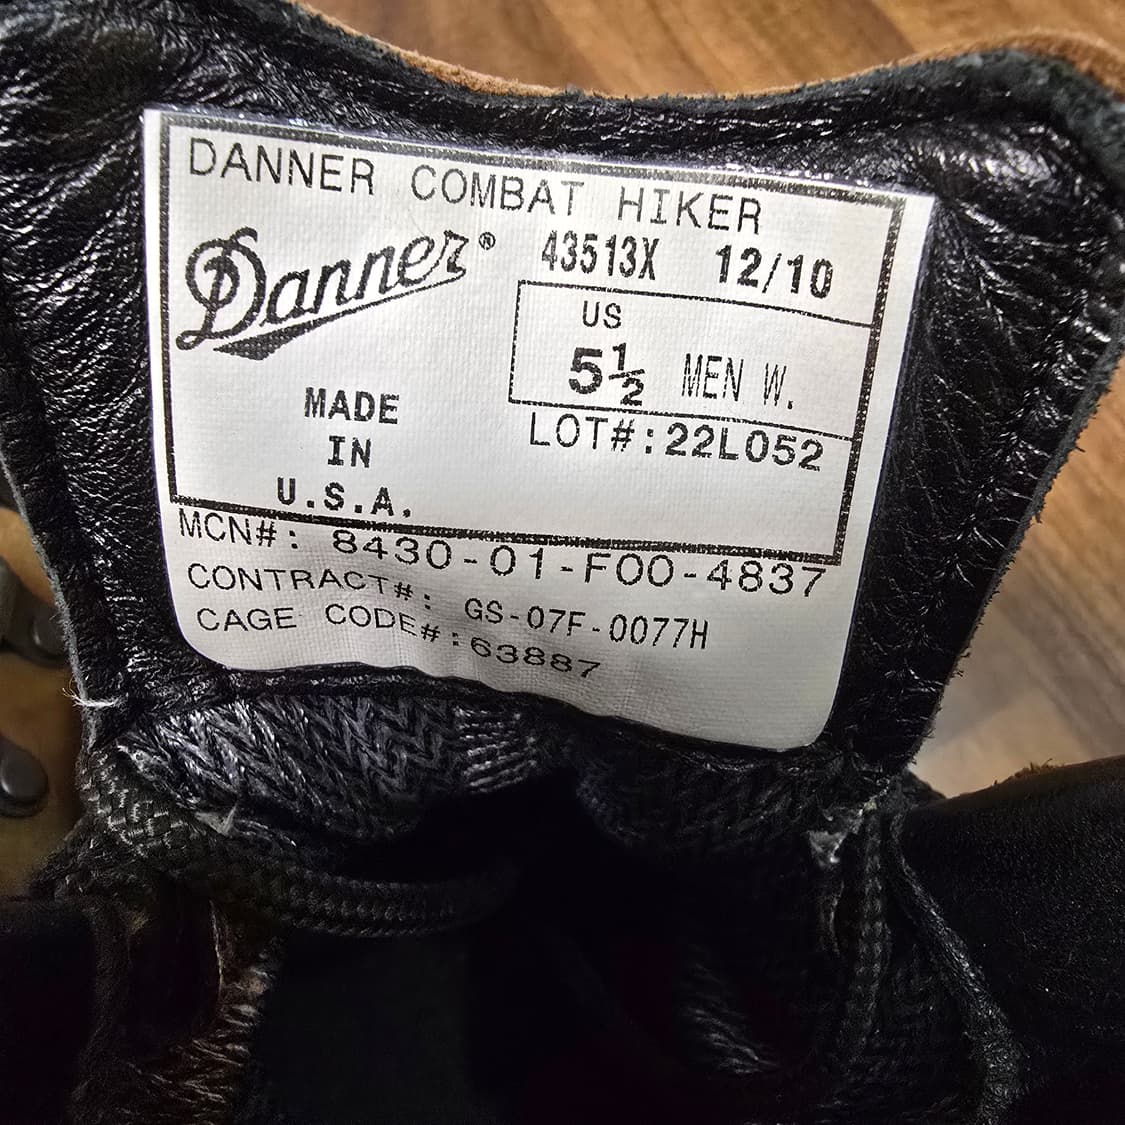 DANNER COMBAT HIKER
Danner®
43513X 12/10
US
5½ MEN W.
LOT#:22L052
MADE
IN
U.S.A.
MCN#: 8430-01-F00-4837
CONTRACT#: GS-07F-0077H
CAGE CODE#:63887